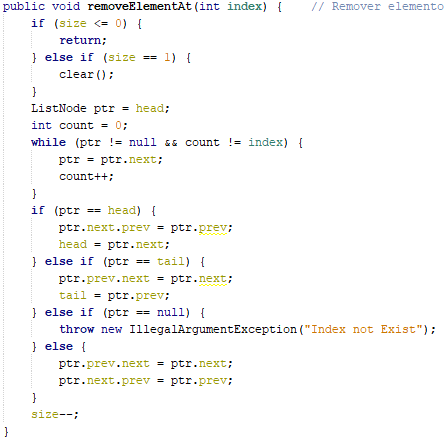 public void removeElementAt(int index) {    // Remover elemento
    if (size <= 0) {
        return;
    } else if (size == 1) {
        clear();
    }
    ListNode ptr = head;
    int count = 0;
    while (ptr != null && count != index) {
        ptr = ptr.next;
        count++;
    }
    if (ptr == head) {
        ptr.next.prev = ptr.prev;
        head = ptr.next;
    } else if (ptr == tail) {
        ptr.prev.next = ptr.next;
        tail = ptr.prev;
    } else if (ptr == null) {
        throw new IllegalArgumentException("Index not Exist");
    } else {
        ptr.prev.next = ptr.next;
        ptr.next.prev = ptr.prev;
    }
    size--;
}